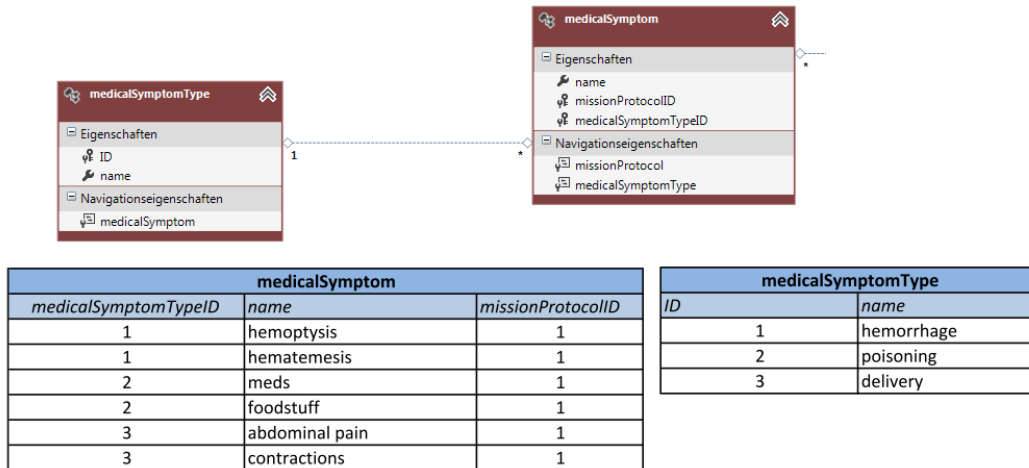 medicalSymptom
Eigenschaften
name
missionProtocolID
medicalSymptomTypeID
Navigationseigenschaften
missionProtocol
medicalSymptomType
*
medicalSymptomType
Eigenschaften
ID
name
Navigationseigenschaften
medicalSymptom
1
*
medicalSymptom
medicalSymptomTypeID name missionProtocolID
1 hemoptysis 1
1 hematemesis 1
2 meds 1
2 foodstuff 1
3 abdominal pain 1
3 contractions 1
medicalSymptomType
ID name
1 hemorrhage
2 poisoning
3 delivery